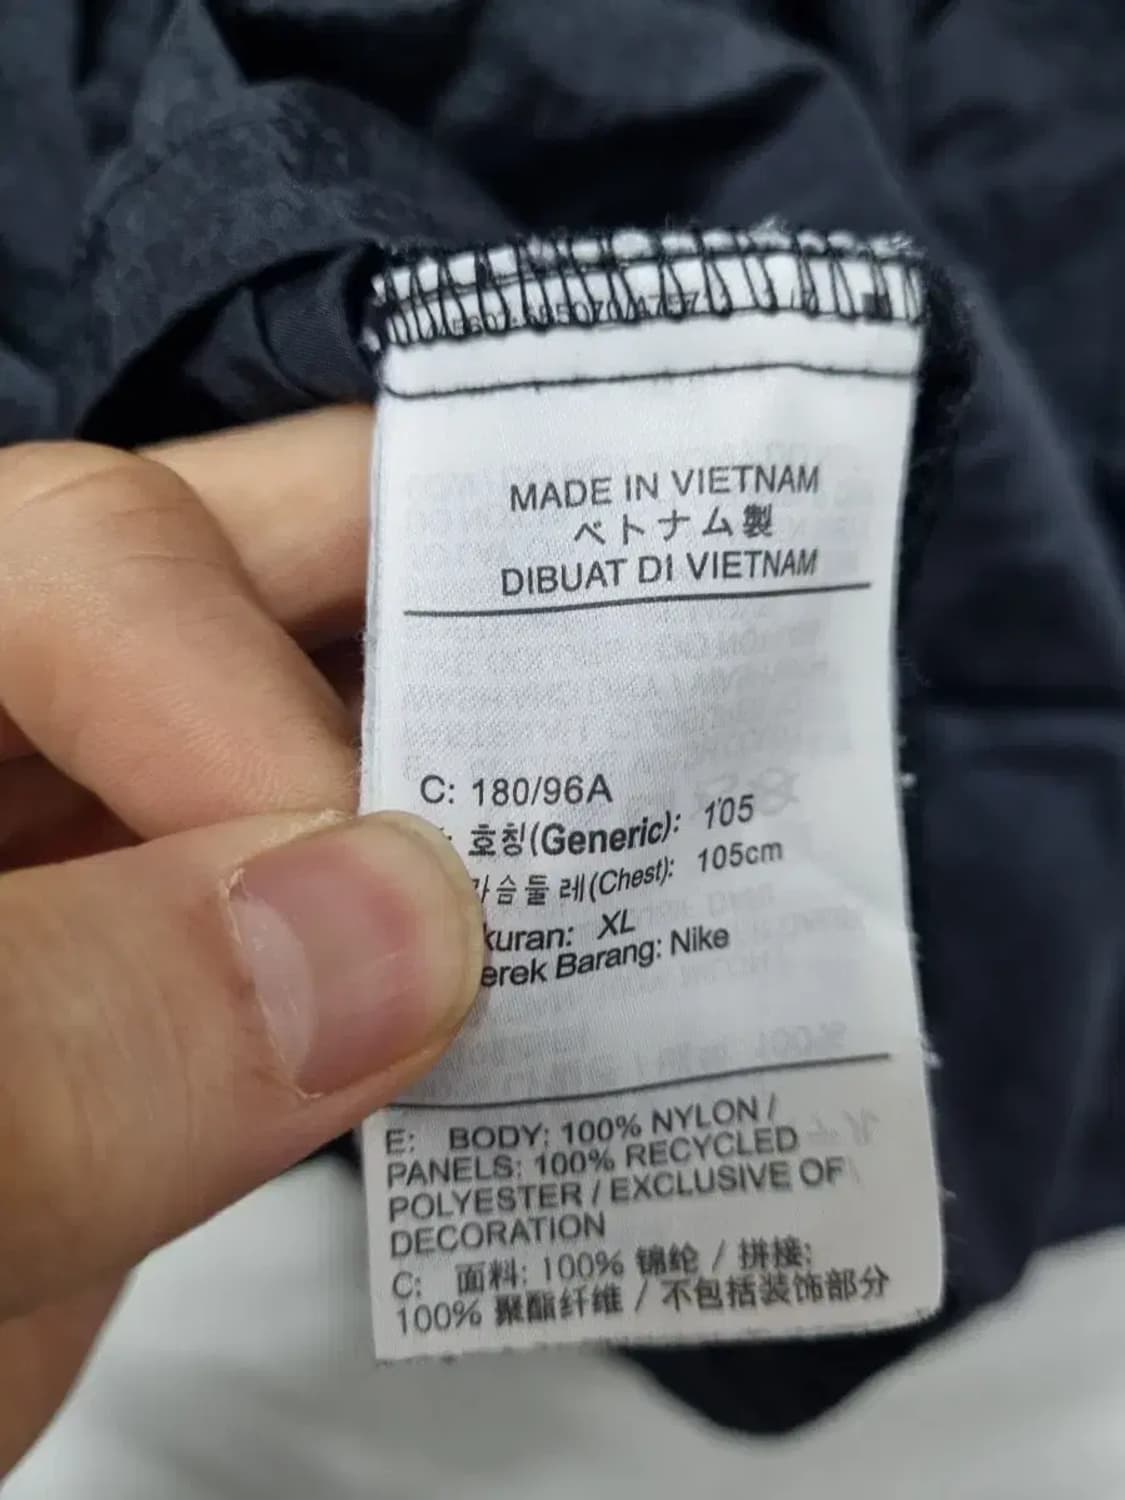 MADE IN VIETNAM
ベトナム製
DIBUAT DI VIETNAM
C: 180/96A
호칭(Generic): 105
가슴둘레(Chest): 105cm
kuran: XL
erek Barang: Nike
E: BODY: 100% NYLON /
PANELS: 100% RECYCLED
POLYESTER / EXCLUSIVE OF
DECORATION
C: 面料: 100% 锦纶 / 拼接:
100% 聚酯纤维 / 不包括装饰部分